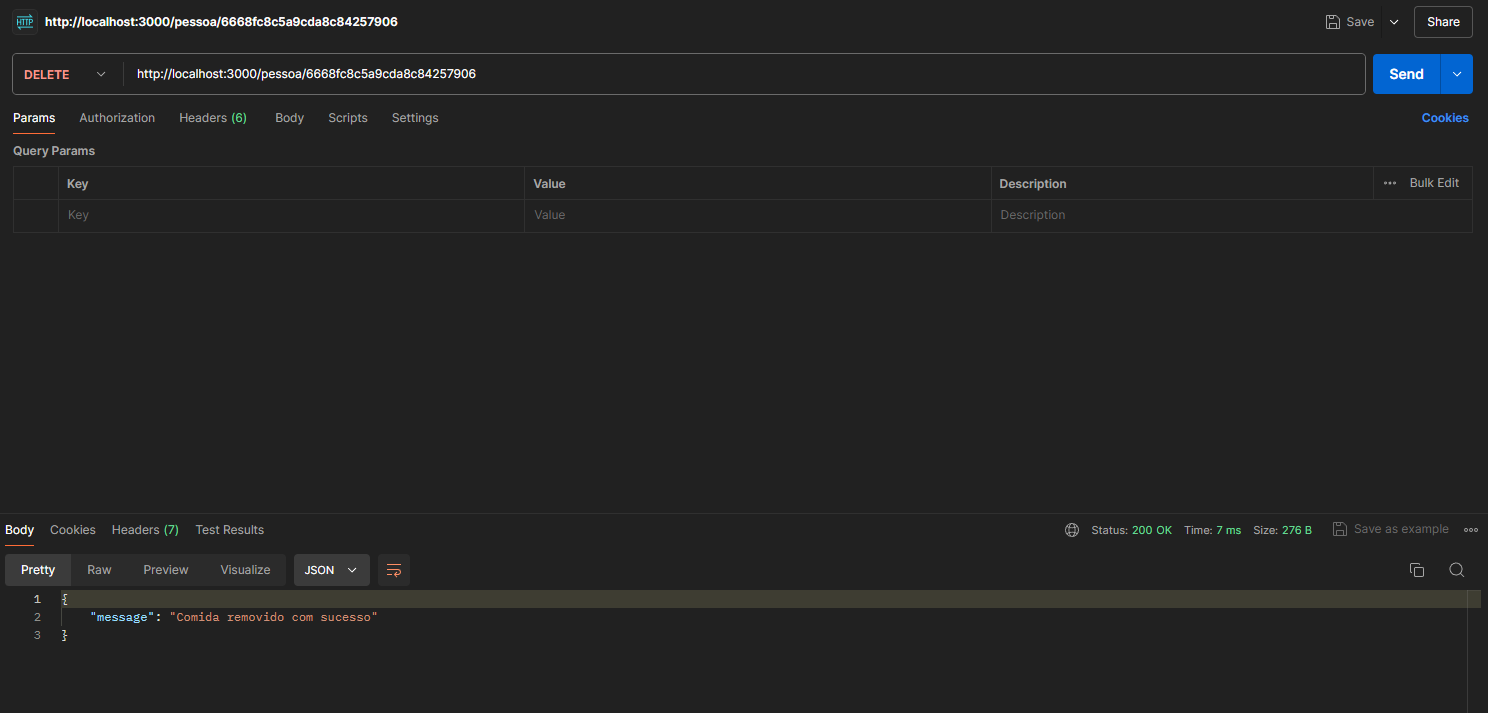 HTTP http://localhost:3000/pessoa/6668fc8c5a9cda8c84257906 Save Share
DELETE http://localhost:3000/pessoa/6668fc8c5a9cda8c84257906 Send
Params Authorization Headers (6) Body Scripts Settings Cookies
Query Params
Key Value Description ••• Bulk Edit
Key Value Description
Body Cookies Headers (7) Test Results Status: 200 OK Time: 7 ms Size: 276 B Save as example
Pretty Raw Preview Visualize JSON
1 {
2 "message": "Comida removido com sucesso"
3 }